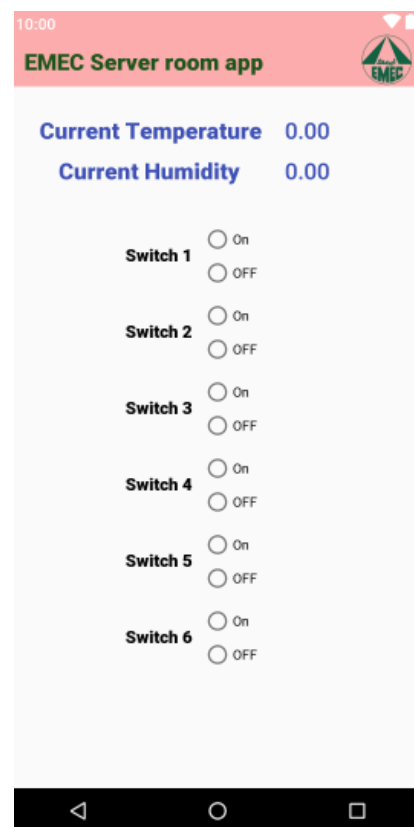 10:00
EMEC Server room app
EMEC
Current Temperature 0.00
Current Humidity 0.00
On
Switch 1
OFF
On
Switch 2
OFF
On
Switch 3
OFF
On
Switch 4
OFF
On
Switch 5
OFF
On
Switch 6
OFF